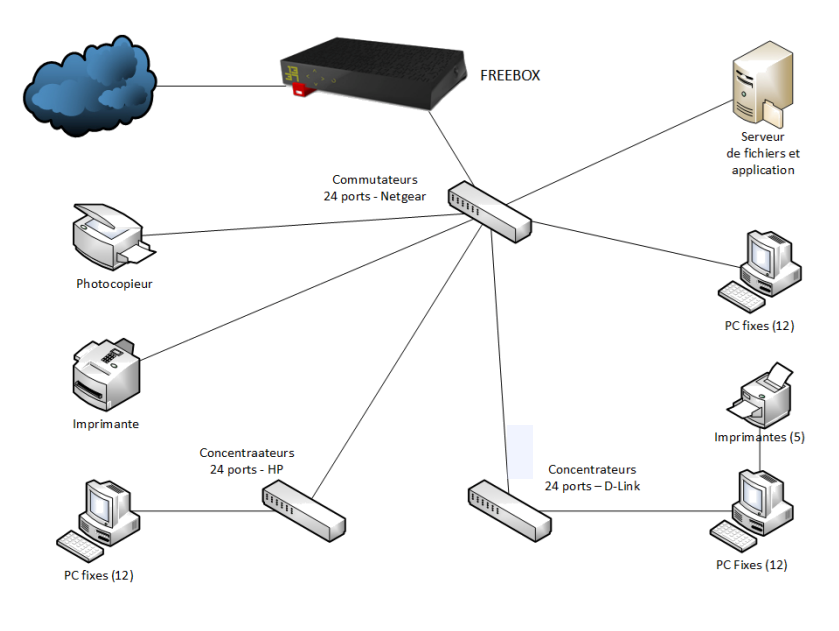 FREEBOX
Serveur
de fichiers et
application
Commutateurs
24 ports - Netgear
Photocopieur
PC fixes (12)
Imprimante
Imprimantes (5)
Concentraateurs
24 ports - HP
Concentrateurs
24 ports – D-Link
PC fixes (12)
PC Fixes (12)